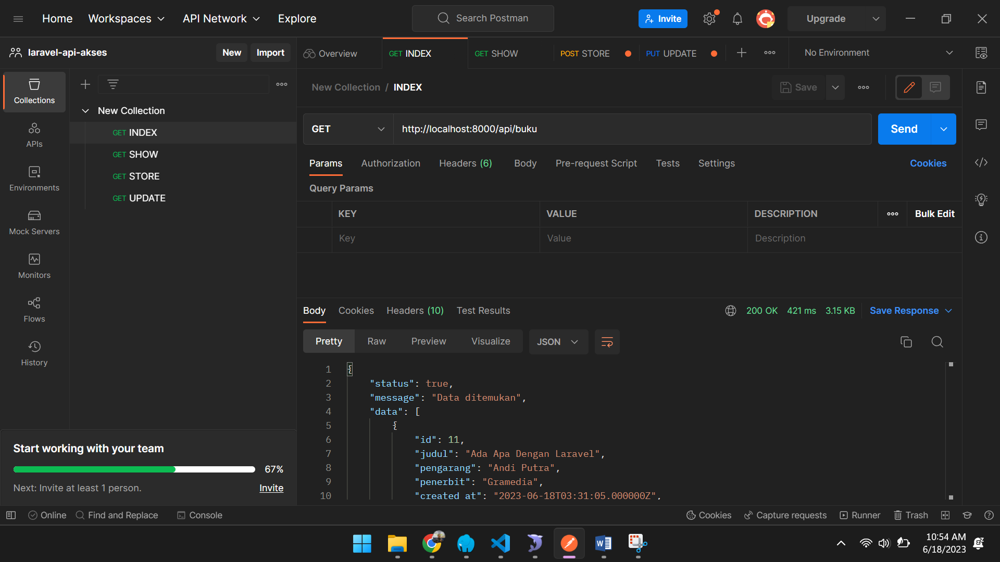 Home Workspaces API Network Explore Search Postman Invite Upgrade
laravel-api-akses New Import Overview GET INDEX GET SHOW POST STORE PUT UPDATE No Environment
Collections
New Collection / INDEX Save
New Collection
GET INDEX
GET SHOW
GET STORE
GET UPDATE
APIs
Environments
Mock Servers
Monitors
Flows
History
GET http://localhost:8000/api/buku Send
Params Authorization Headers (6) Body Pre-request Script Tests Settings Cookies
Query Params
KEY VALUE DESCRIPTION Bulk Edit
Key Value Description
Body Cookies Headers (10) Test Results 200 OK 421 ms 3.15 KB Save Response
Pretty Raw Preview Visualize JSON
1 {
2 "status": true,
3 "message": "Data ditemukan",
4 "data": [
5 {
6 "id": 11,
7 "judul": "Ada Apa Dengan Laravel",
8 "pengarang": "Andi Putra",
9 "penerbit": "Gramedia",
10 "created at": "2023-06-18T03:31:05.000000Z",
Start working with your team
67%
Next: Invite at least 1 person. Invite
Online Find and Replace Console Cookies Capture requests Runner Trash
10:54 AM
6/18/2023